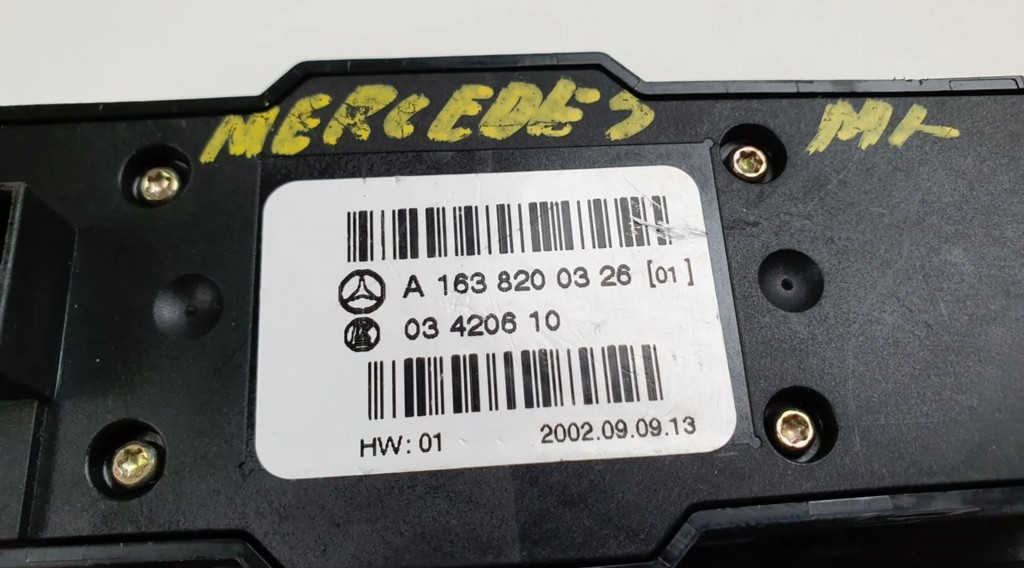 MERCEDES ML
A 163 820 03 26 [01]
03 4206 10
HW: 01 2002.09.09.13